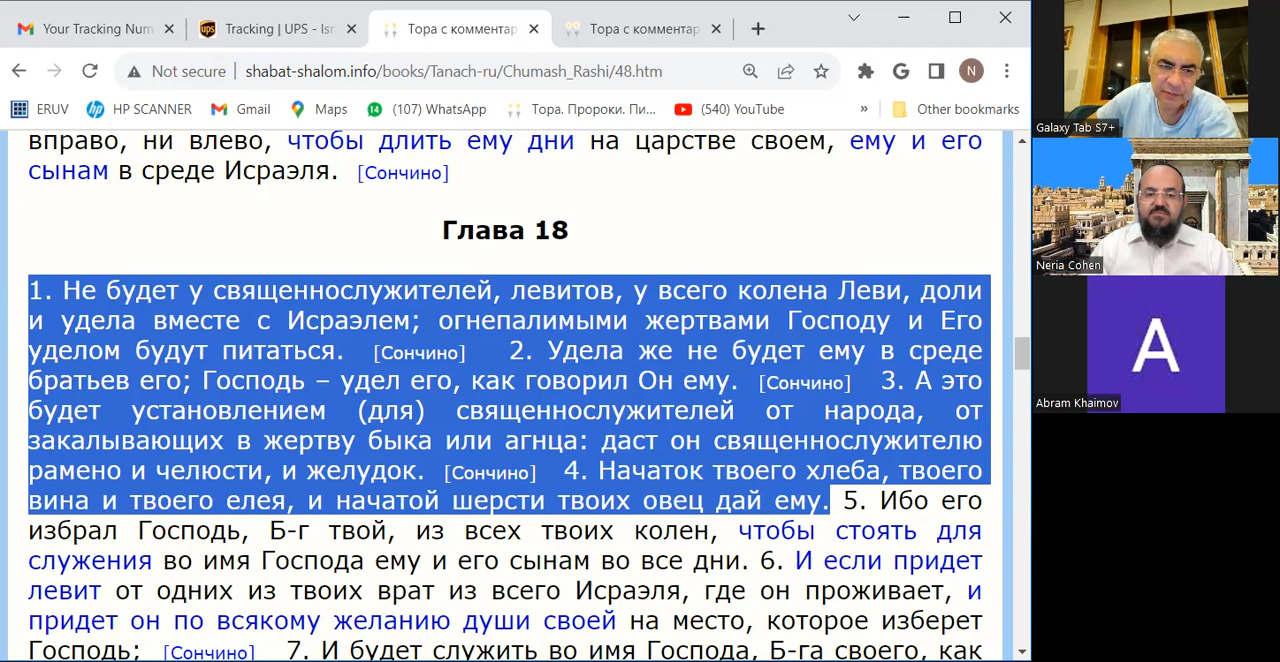 Your Tracking Num
Tracking | UPS - Isr
Тора с комментар
Тора с комментар
Not secure | shabat-shalom.info/books/Tanach-ru/Chumash_Rashi/48.htm
N
ERUV
HP SCANNER
Gmail
Maps
(107) WhatsApp
Тора. Пророки. Пи...
(540) YouTube
»
Other bookmarks
вправо, ни влево, чтобы длить ему дни на царстве своем, ему и его
сынам в среде Исраэля. [Сончино]
Глава 18
1. Не будет у священнослужителей, левитов, у всего колена Леви, доли
и удела вместе с Исраэлем; огнепалимыми жертвами Господу и Его
уделом будут питаться. [Сончино] 2. Удела же не будет ему в среде
братьев его; Господь – удел его, как говорил Он ему. [Сончино] 3. А это
будет установлением (для) священнослужителей от народа, от
закалывающих в жертву быка или агнца: даст он священнослужителю
рамено и челюсти, и желудок. [Сончино] 4. Начаток твоего хлеба, твоего
вина и твоего елея, и начатой шерсти твоих овец дай ему. 5. Ибо его
избрал Господь, Б-г твой, из всех твоих колен, чтобы стоять для
служения во имя Господа ему и его сынам во все дни. 6. И если придет
левит от одних из твоих врат из всего Исраэля, где он проживает, и
придет он по всякому желанию души своей на место, которое изберет
Господь; [Сончино] 7. И будет служить во имя Господа, Б-га своего, как
Galaxy Tab S7+
Neria Cohen
A
Abram Khaimov